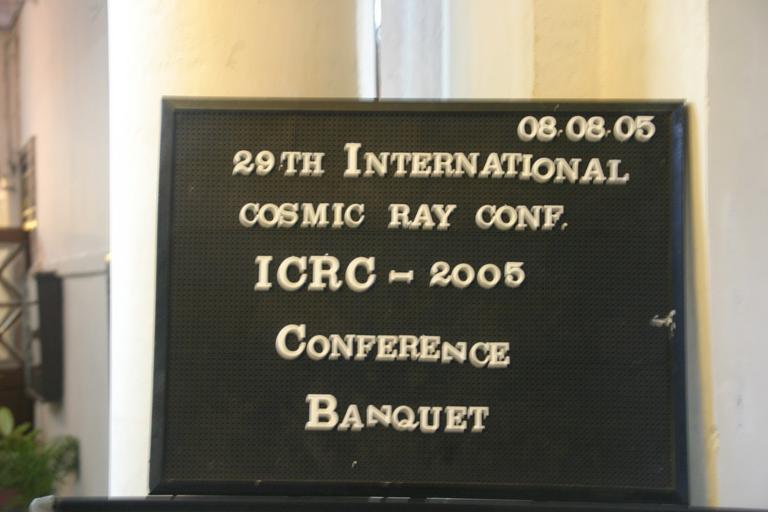 08.08.05
29TH INTERNATIONAL
COSMIC RAY CONF.
ICRC - 2005
CONFERENCE
BANQUET